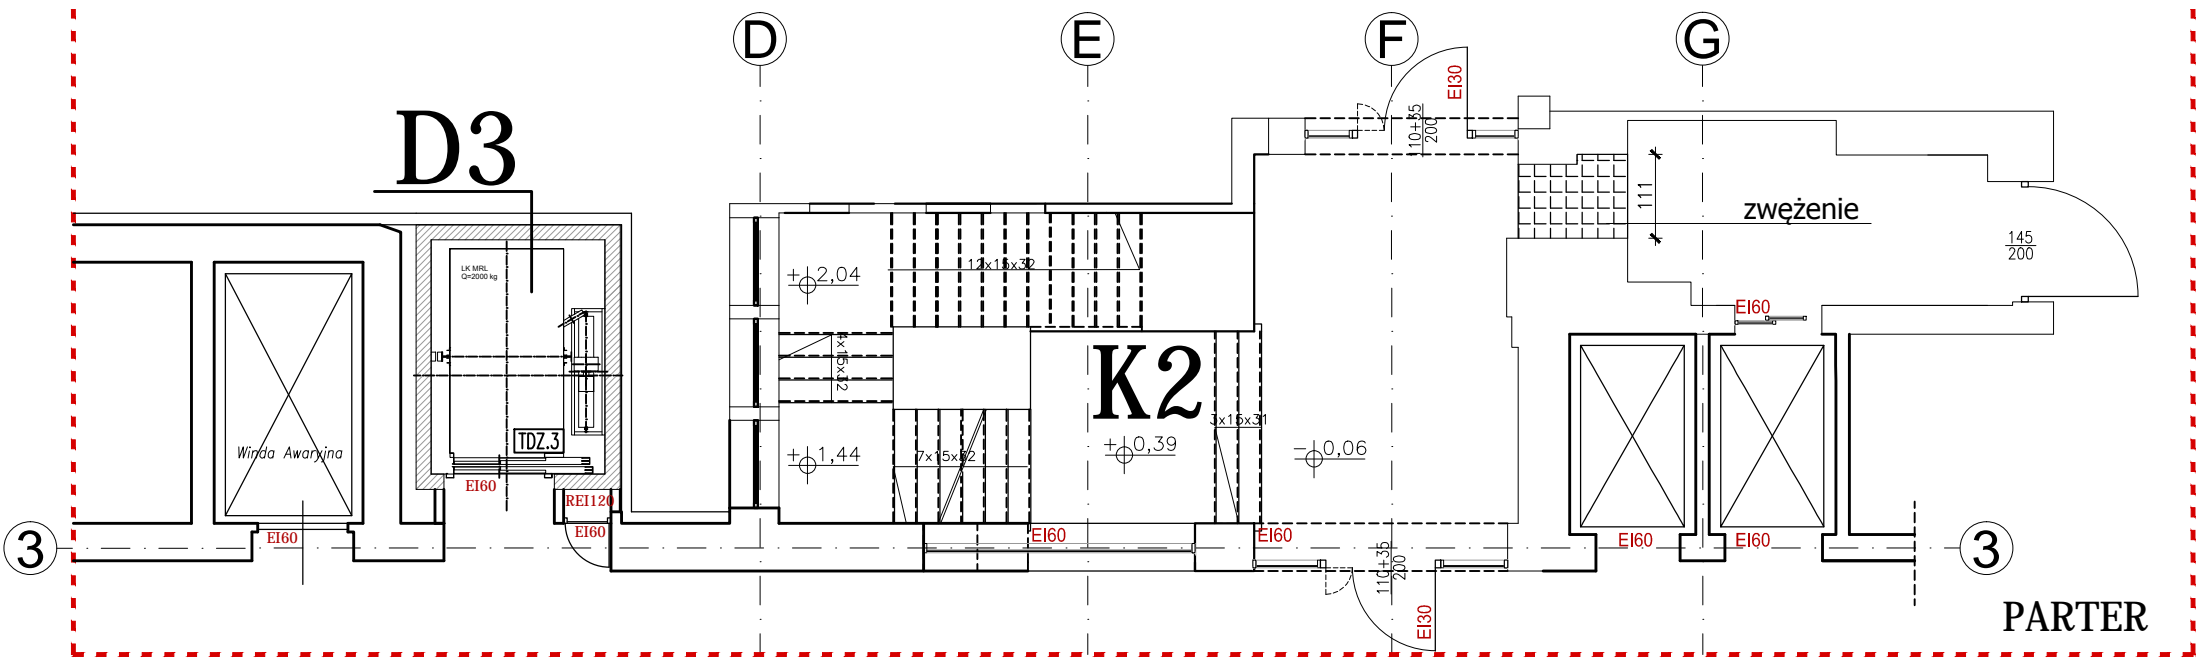 D
E
F
G
EI30
110+35
200
D3
111
zwężenie
145
200
LK MRL
Q=2000 kg
12x15x32
+2,04
EI60
4x15x32
K2
3x15x31
TDZ.3
Winda Awaryjna
+1,44
7x15x32
+0,39
-0,06
EI60
REI120
EI60
EI60
EI60
EI60
EI60
EI60
3
110+35
200
3
EI30
PARTER